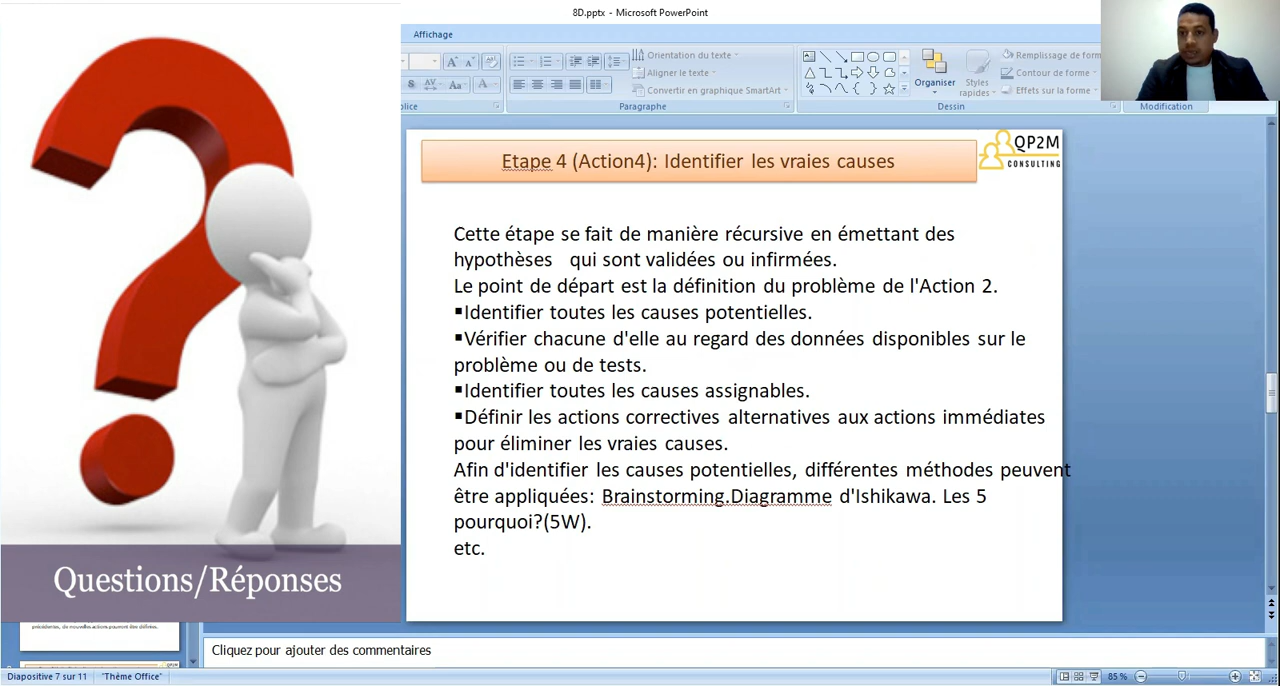 8D.pptx - Microsoft PowerPoint
Affichage
Orientation du texte
Aligner le texte
Convertir en graphique SmartArt
Organiser
Styles
rapides
Remplissage de form
Contour de forme
Effets sur la forme
Paragraphe
Dessin
Modification
Etape 4 (Action4): Identifier les vraies causes
QP2M
CONSULTING
Cette étape se fait de manière récursive en émettant des
hypothèses qui sont validées ou infirmées.
Le point de départ est la définition du problème de l'Action 2.
▪Identifier toutes les causes potentielles.
▪Vérifier chacune d'elle au regard des données disponibles sur le
problème ou de tests.
▪Identifier toutes les causes assignables.
▪Définir les actions correctives alternatives aux actions immédiates
pour éliminer les vraies causes.
Afin d'identifier les causes potentielles, différentes méthodes peuvent
être appliquées: Brainstorming.Diagramme d'Ishikawa. Les 5
pourquoi?(5W).
etc.
Questions/Réponses
Cliquez pour ajouter des commentaires
Diapositive 7 sur 11 "Thème Office" 85 %